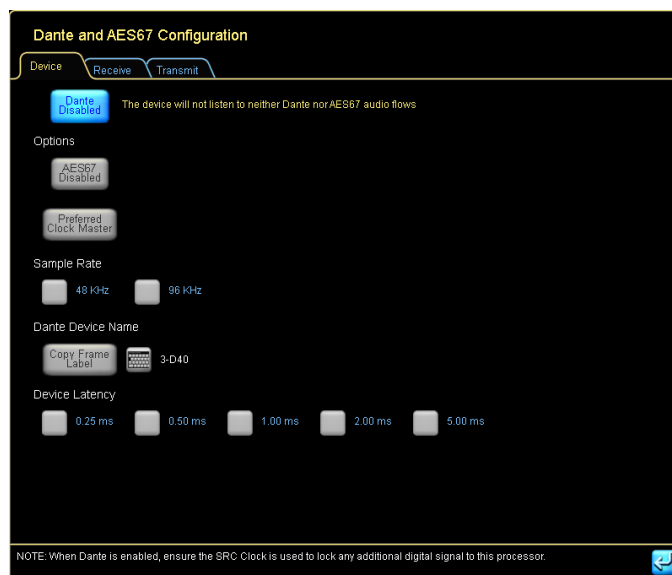 Dante and AES67 Configuration
Device Receive Transmit
Dante Disabled The device will not listen to neither Dante nor AES67 audio flows
Options
AES67 Disabled
Preferred Clock Master
Sample Rate
48 KHz 96 KHz
Dante Device Name
Copy Frame Label 3-D40
Device Latency
0.25 ms 0.50 ms 1.00 ms 2.00 ms 5.00 ms
NOTE: When Dante is enabled, ensure the SRC Clock is used to lock any additional digital signal to this processor.